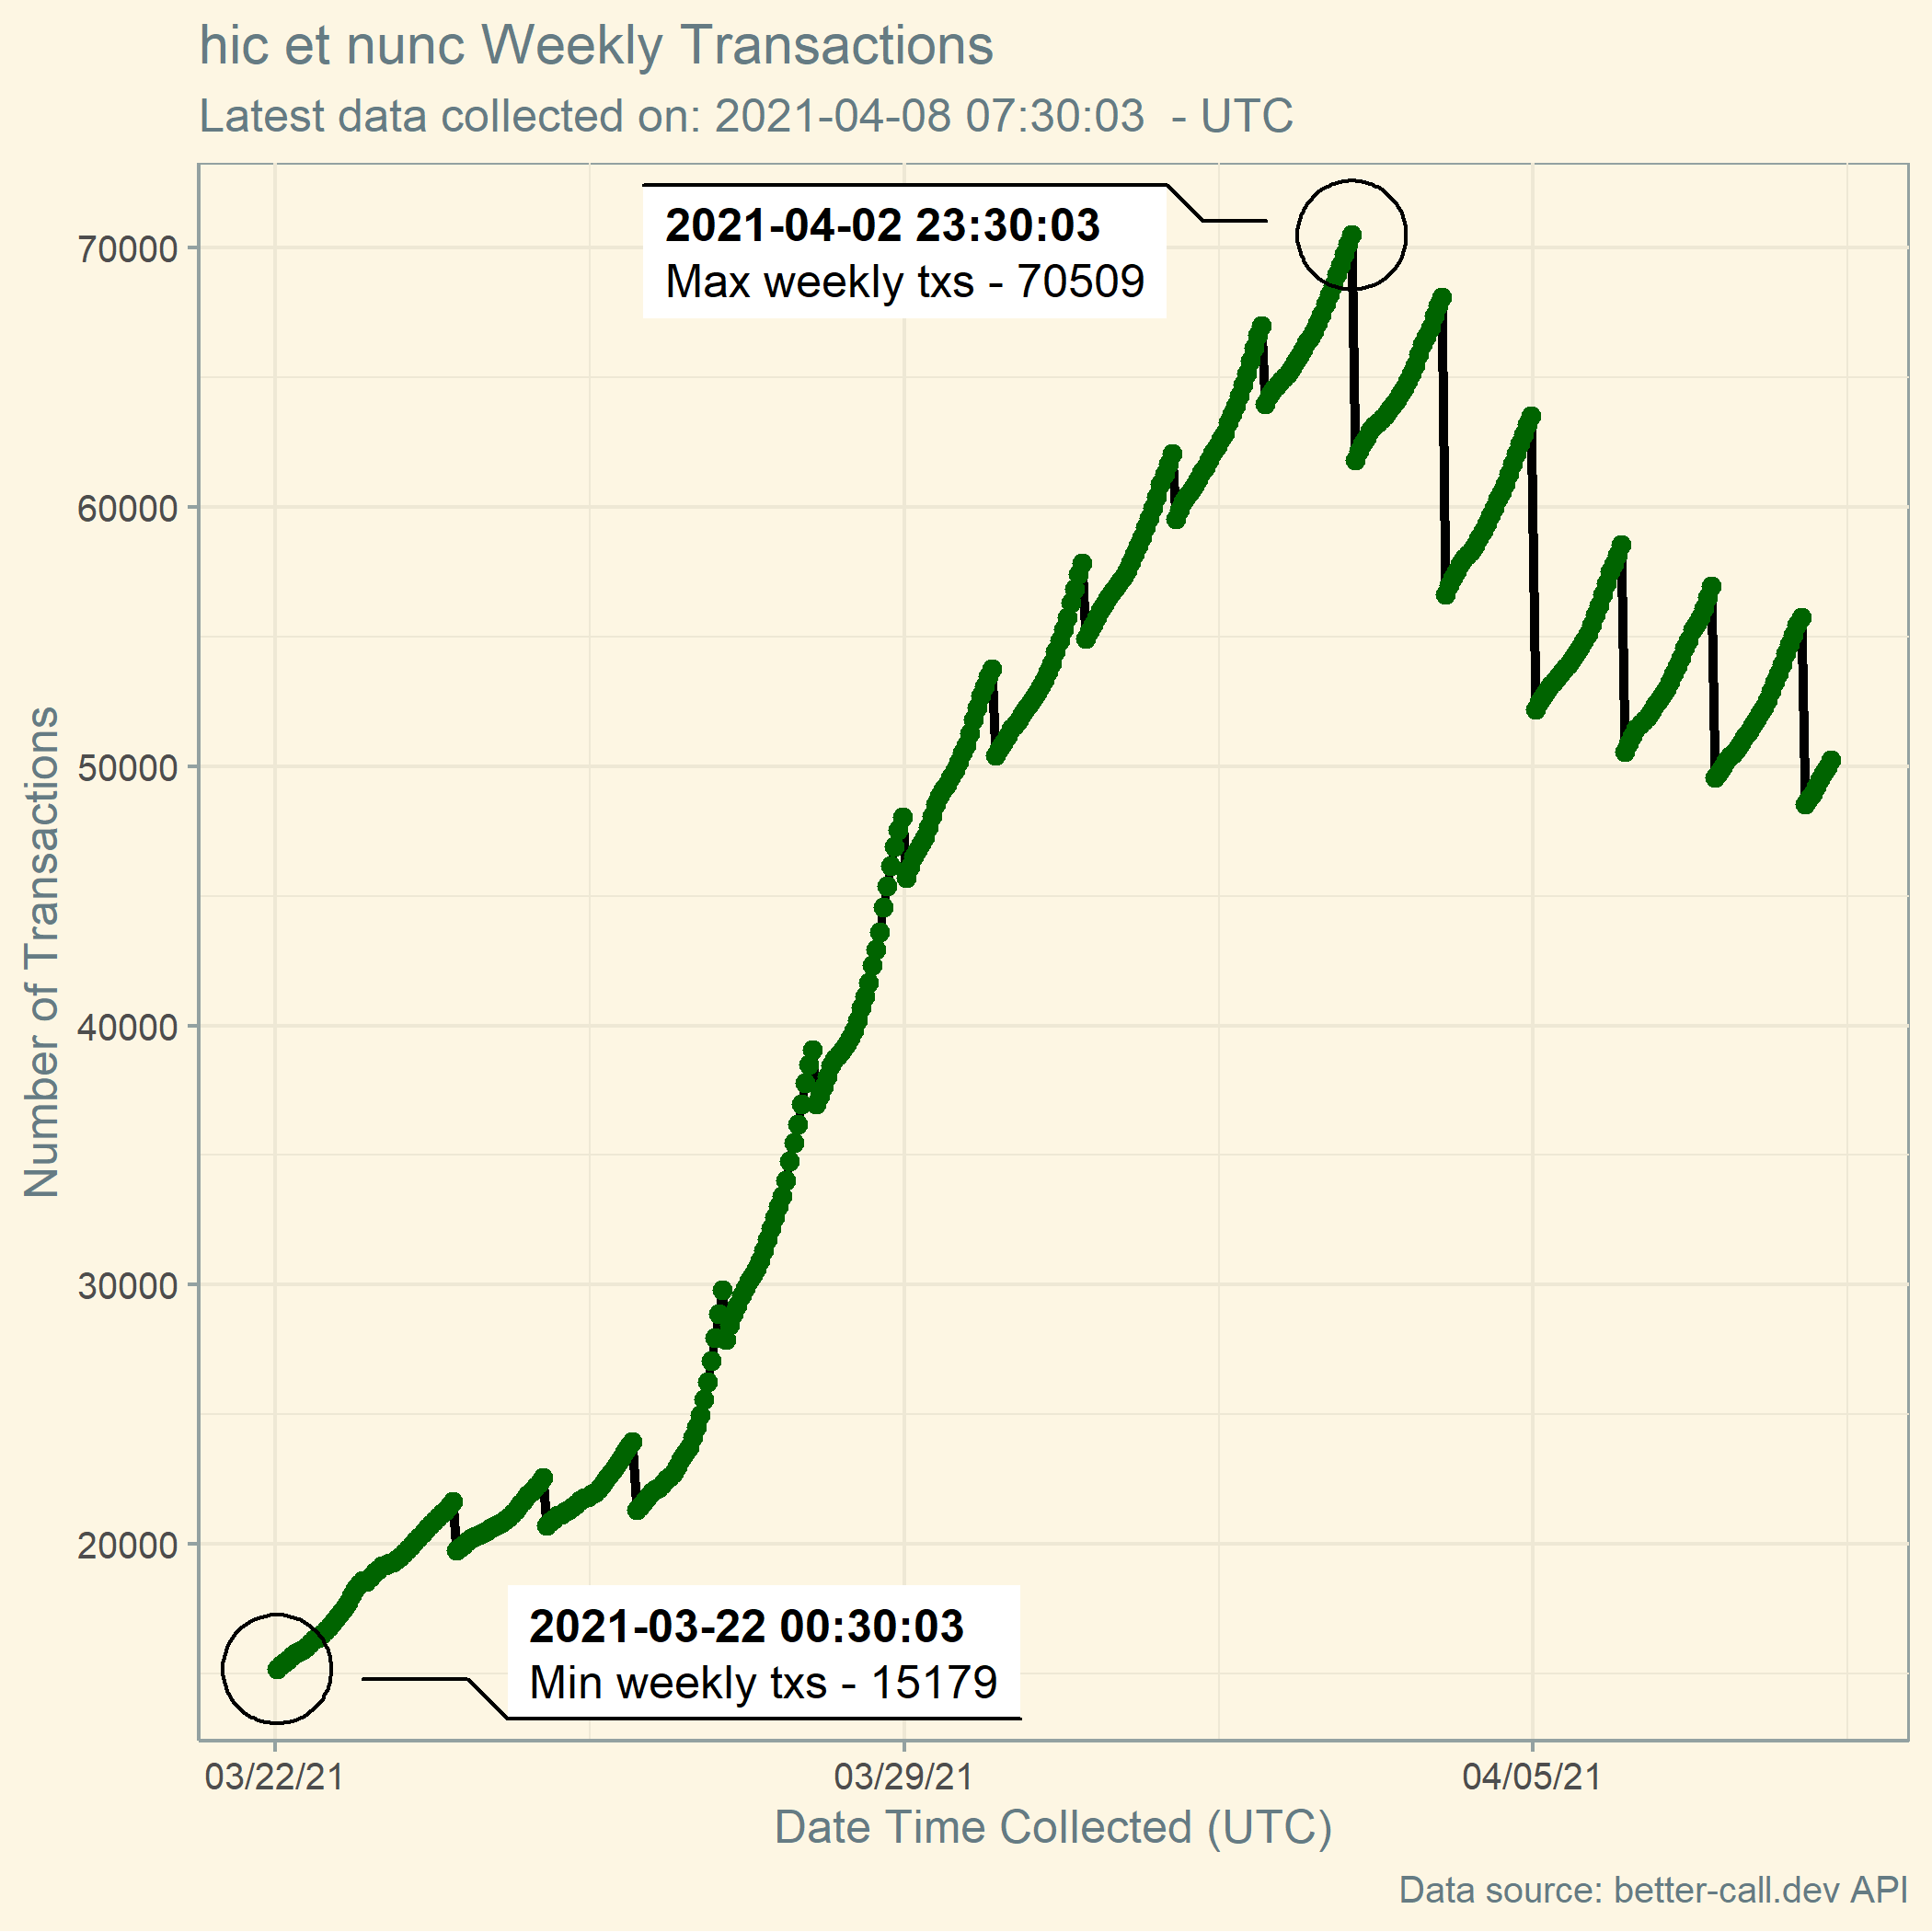 hic et nunc Weekly Transactions
Latest data collected on: 2021-04-08 07:30:03  - UTC
2021-04-02 23:30:03
Max weekly txs - 70509
70000
60000
50000
40000
30000
20000
Number of Transactions
2021-03-22 00:30:03
Min weekly txs - 15179
03/22/21
03/29/21
04/05/21
Date Time Collected (UTC)
Data source: better-call.dev API